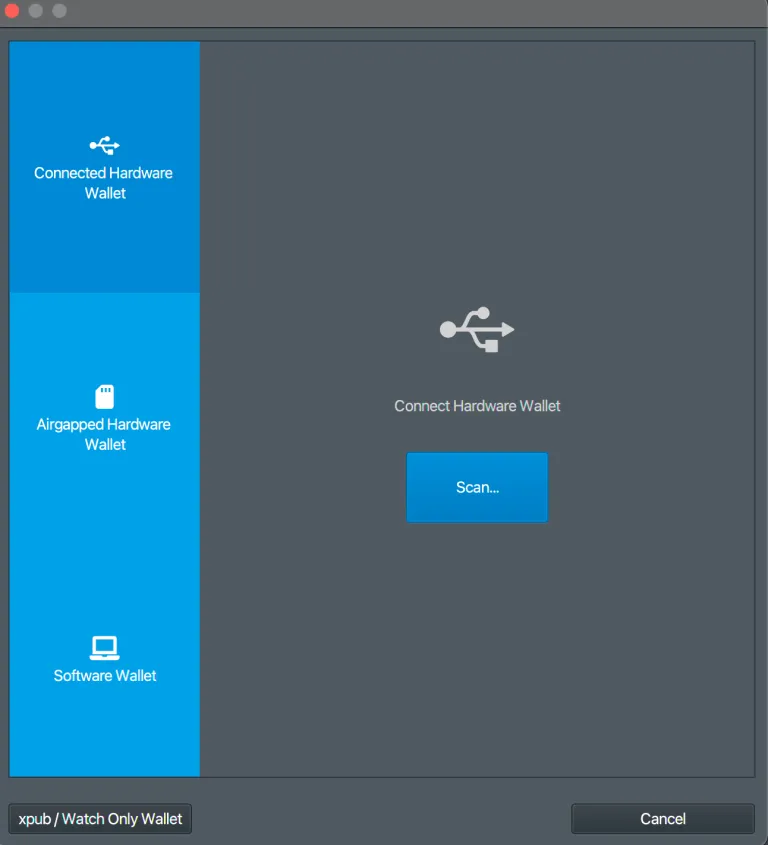 Connected Hardware
Wallet
Airgapped Hardware
Wallet
Software Wallet
Connect Hardware Wallet
Scan...
xpub / Watch Only Wallet
Cancel